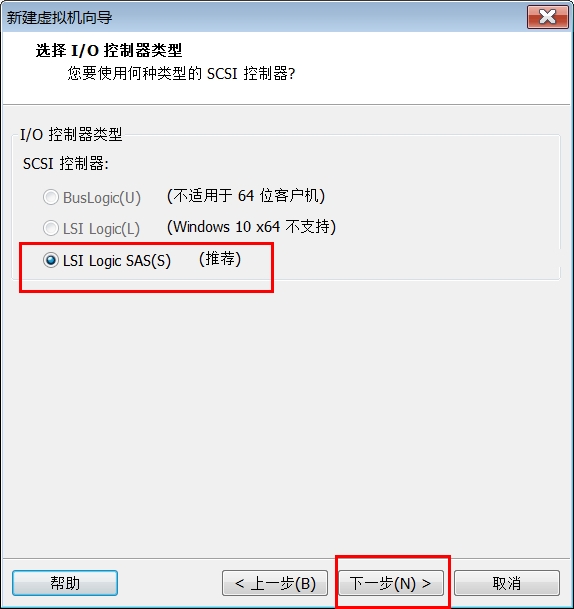 新建虚拟机向导
选择 I/O 控制器类型
您要使用何种类型的 SCSI 控制器?
I/O 控制器类型
SCSI 控制器:
BusLogic(U) (不适用于 64 位客户机)
LSI Logic(L) (Windows 10 x64 不支持)
LSI Logic SAS(S) (推荐)
帮助 < 上一步(B) 下一步(N) > 取消